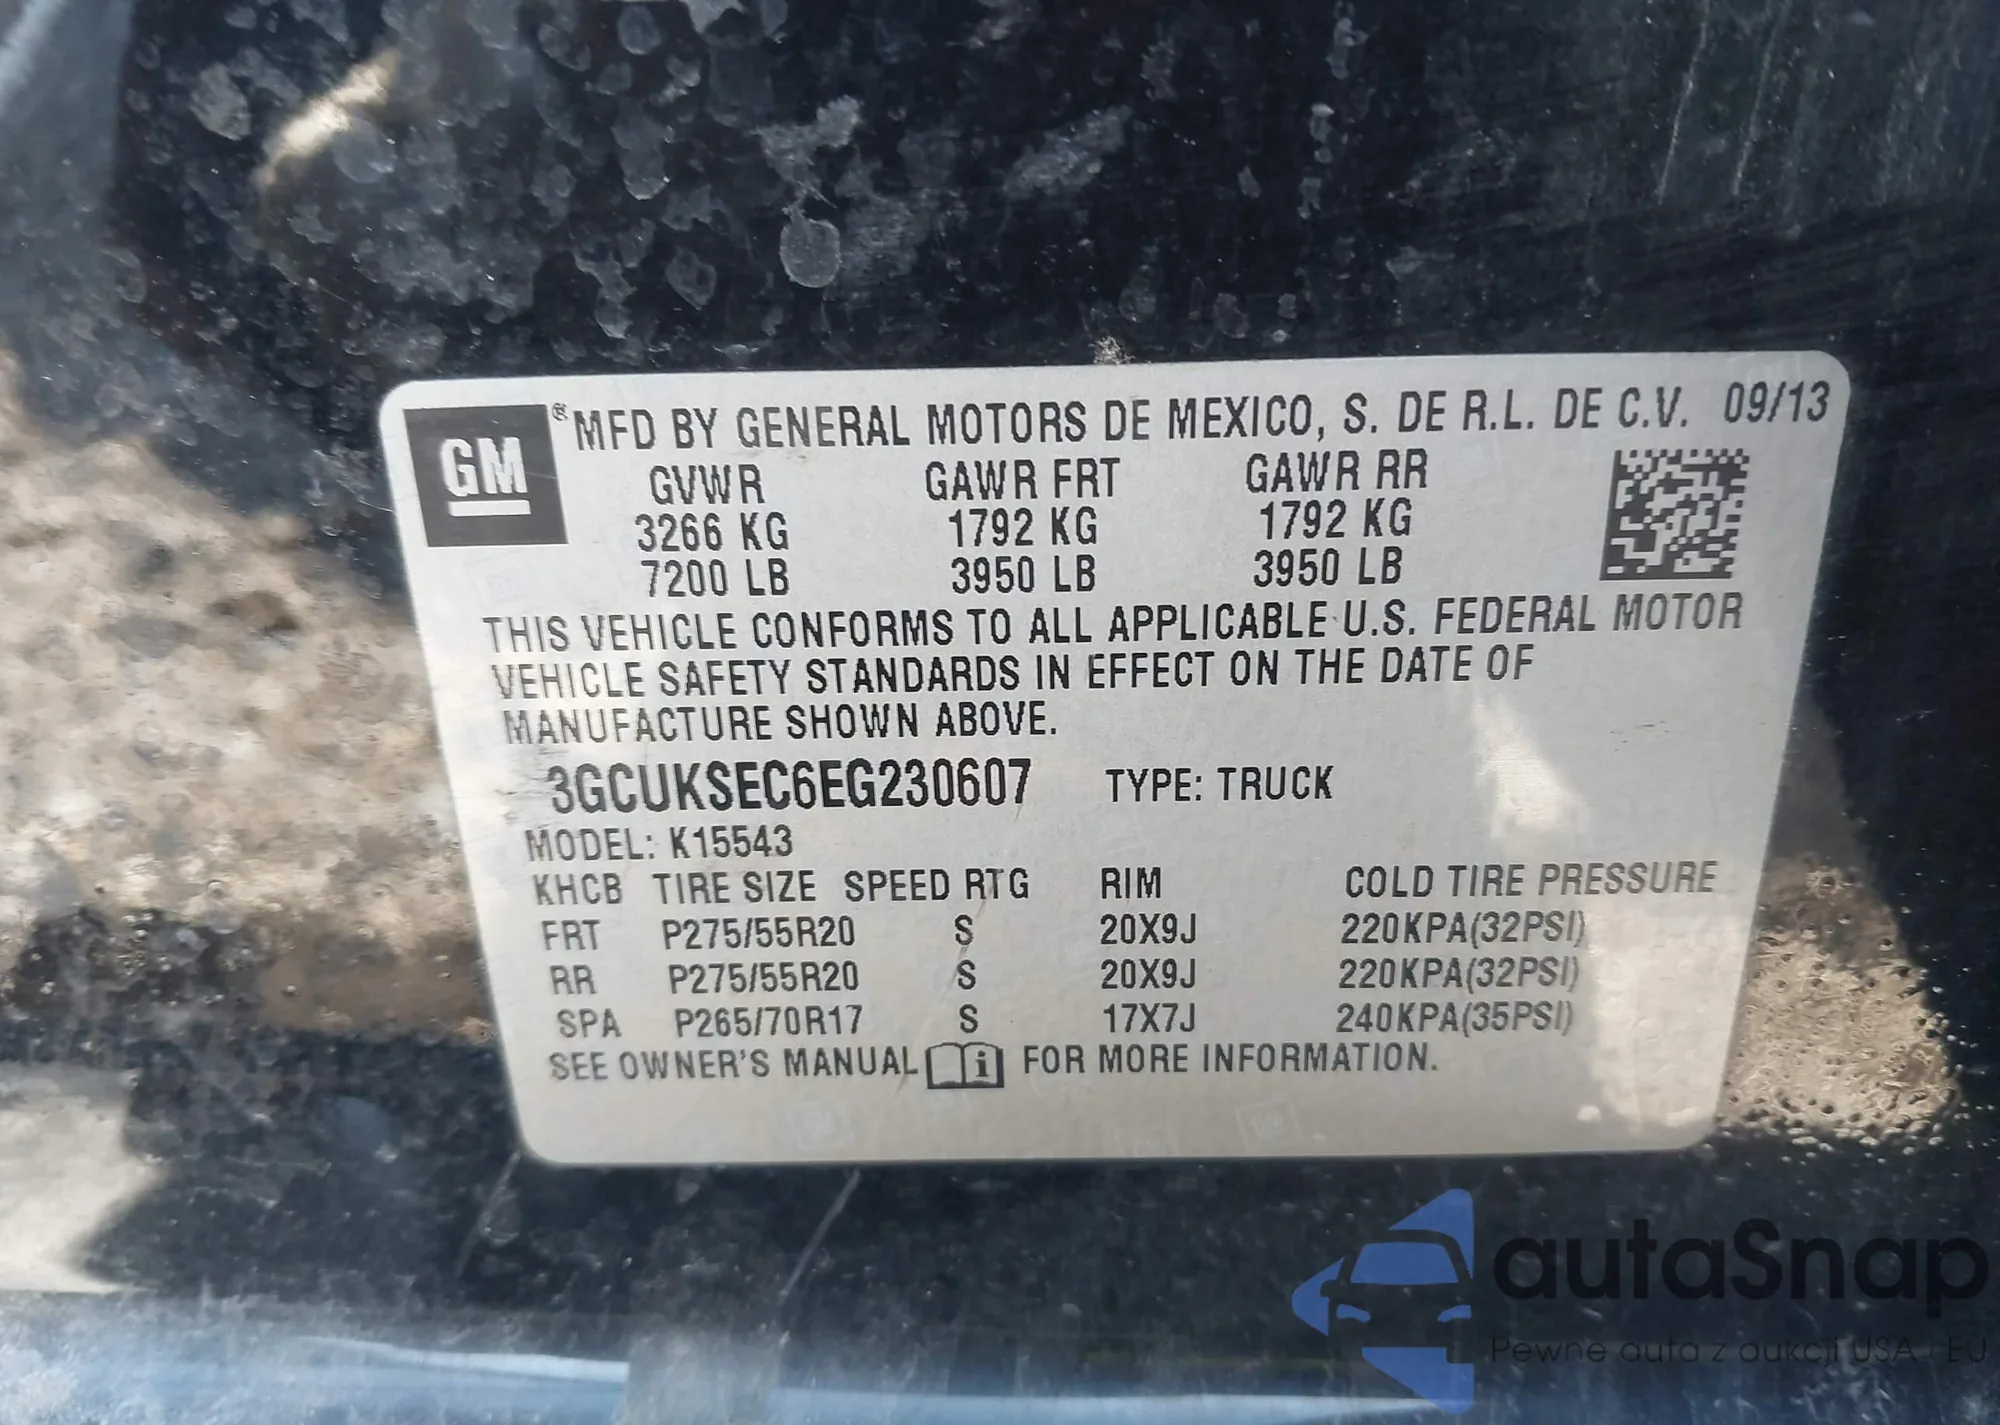 GM
® MFD BY GENERAL MOTORS DE MEXICO, S. DE R.L. DE C.V. 09/13
GVWR GAWR FRT GAWR RR
3266 KG 1792 KG 1792 KG
7200 LB 3950 LB 3950 LB
THIS VEHICLE CONFORMS TO ALL APPLICABLE U.S. FEDERAL MOTOR
VEHICLE SAFETY STANDARDS IN EFFECT ON THE DATE OF
MANUFACTURE SHOWN ABOVE.
3GCUKSEC6EG230607 TYPE: TRUCK
MODEL: K15543
KHCB TIRE SIZE SPEED RTG RIM COLD TIRE PRESSURE
FRT P275/55R20 S 20X9J 220KPA(32PSI)
RR P275/55R20 S 20X9J 220KPA(32PSI)
SPA P265/70R17 S 17X7J 240KPA(35PSI)
SEE OWNER'S MANUAL i FOR MORE INFORMATION.
autaSnap
Pewne auta z aukcji USA i EU